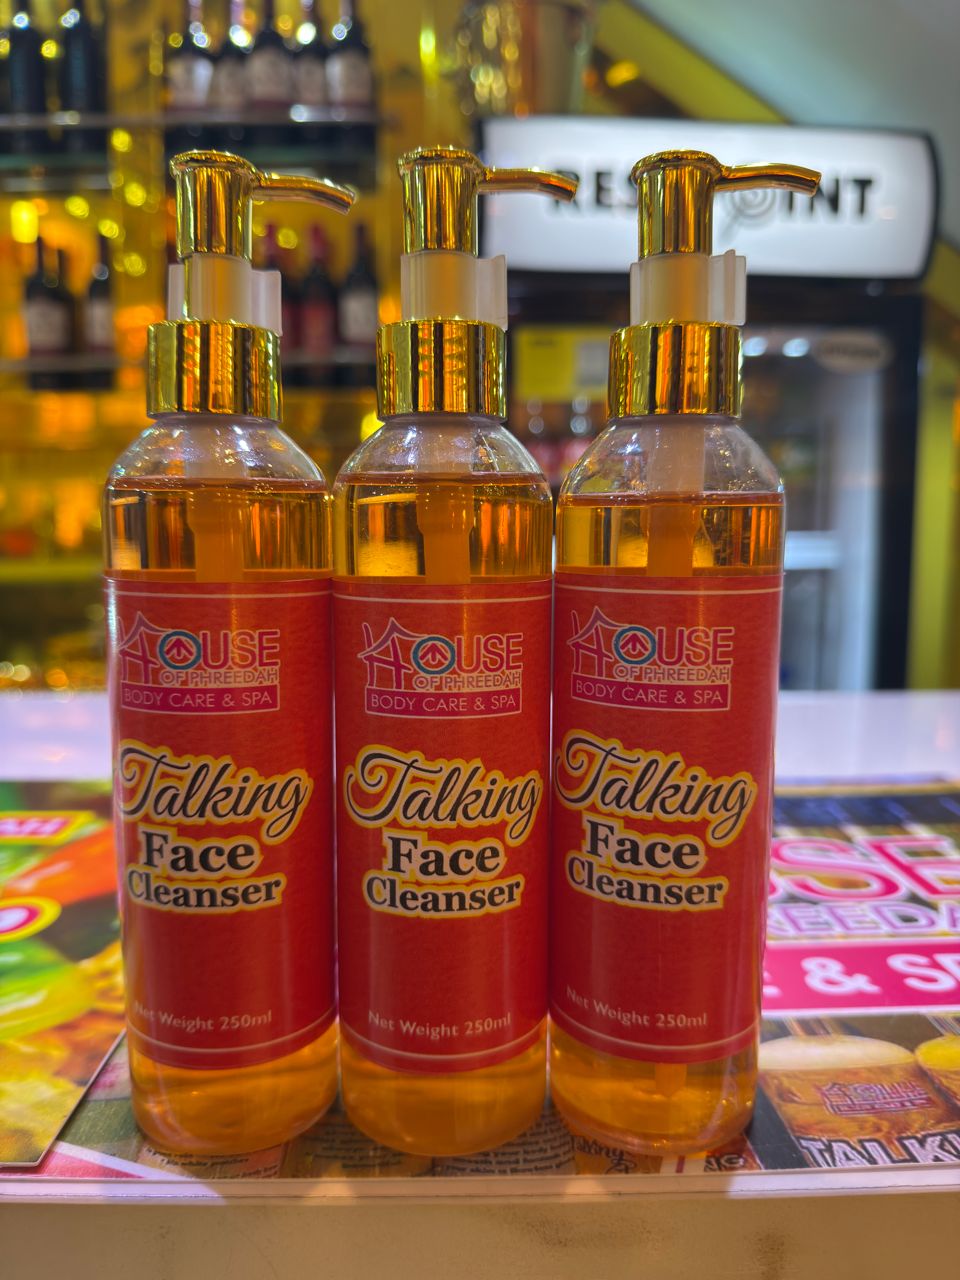 HOUSE
OF PHREEDAH
BODY CARE & SPA
Talking
Face
Cleanser
Net Weight 250ml
HOUSE
OF PHREEDAH
BODY CARE & SPA
Talking
Face
Cleanser
Net Weight 250ml
HOUSE
OF PHREEDAH
BODY CARE & SPA
Talking
Face
Cleanser
Net Weight 250ml